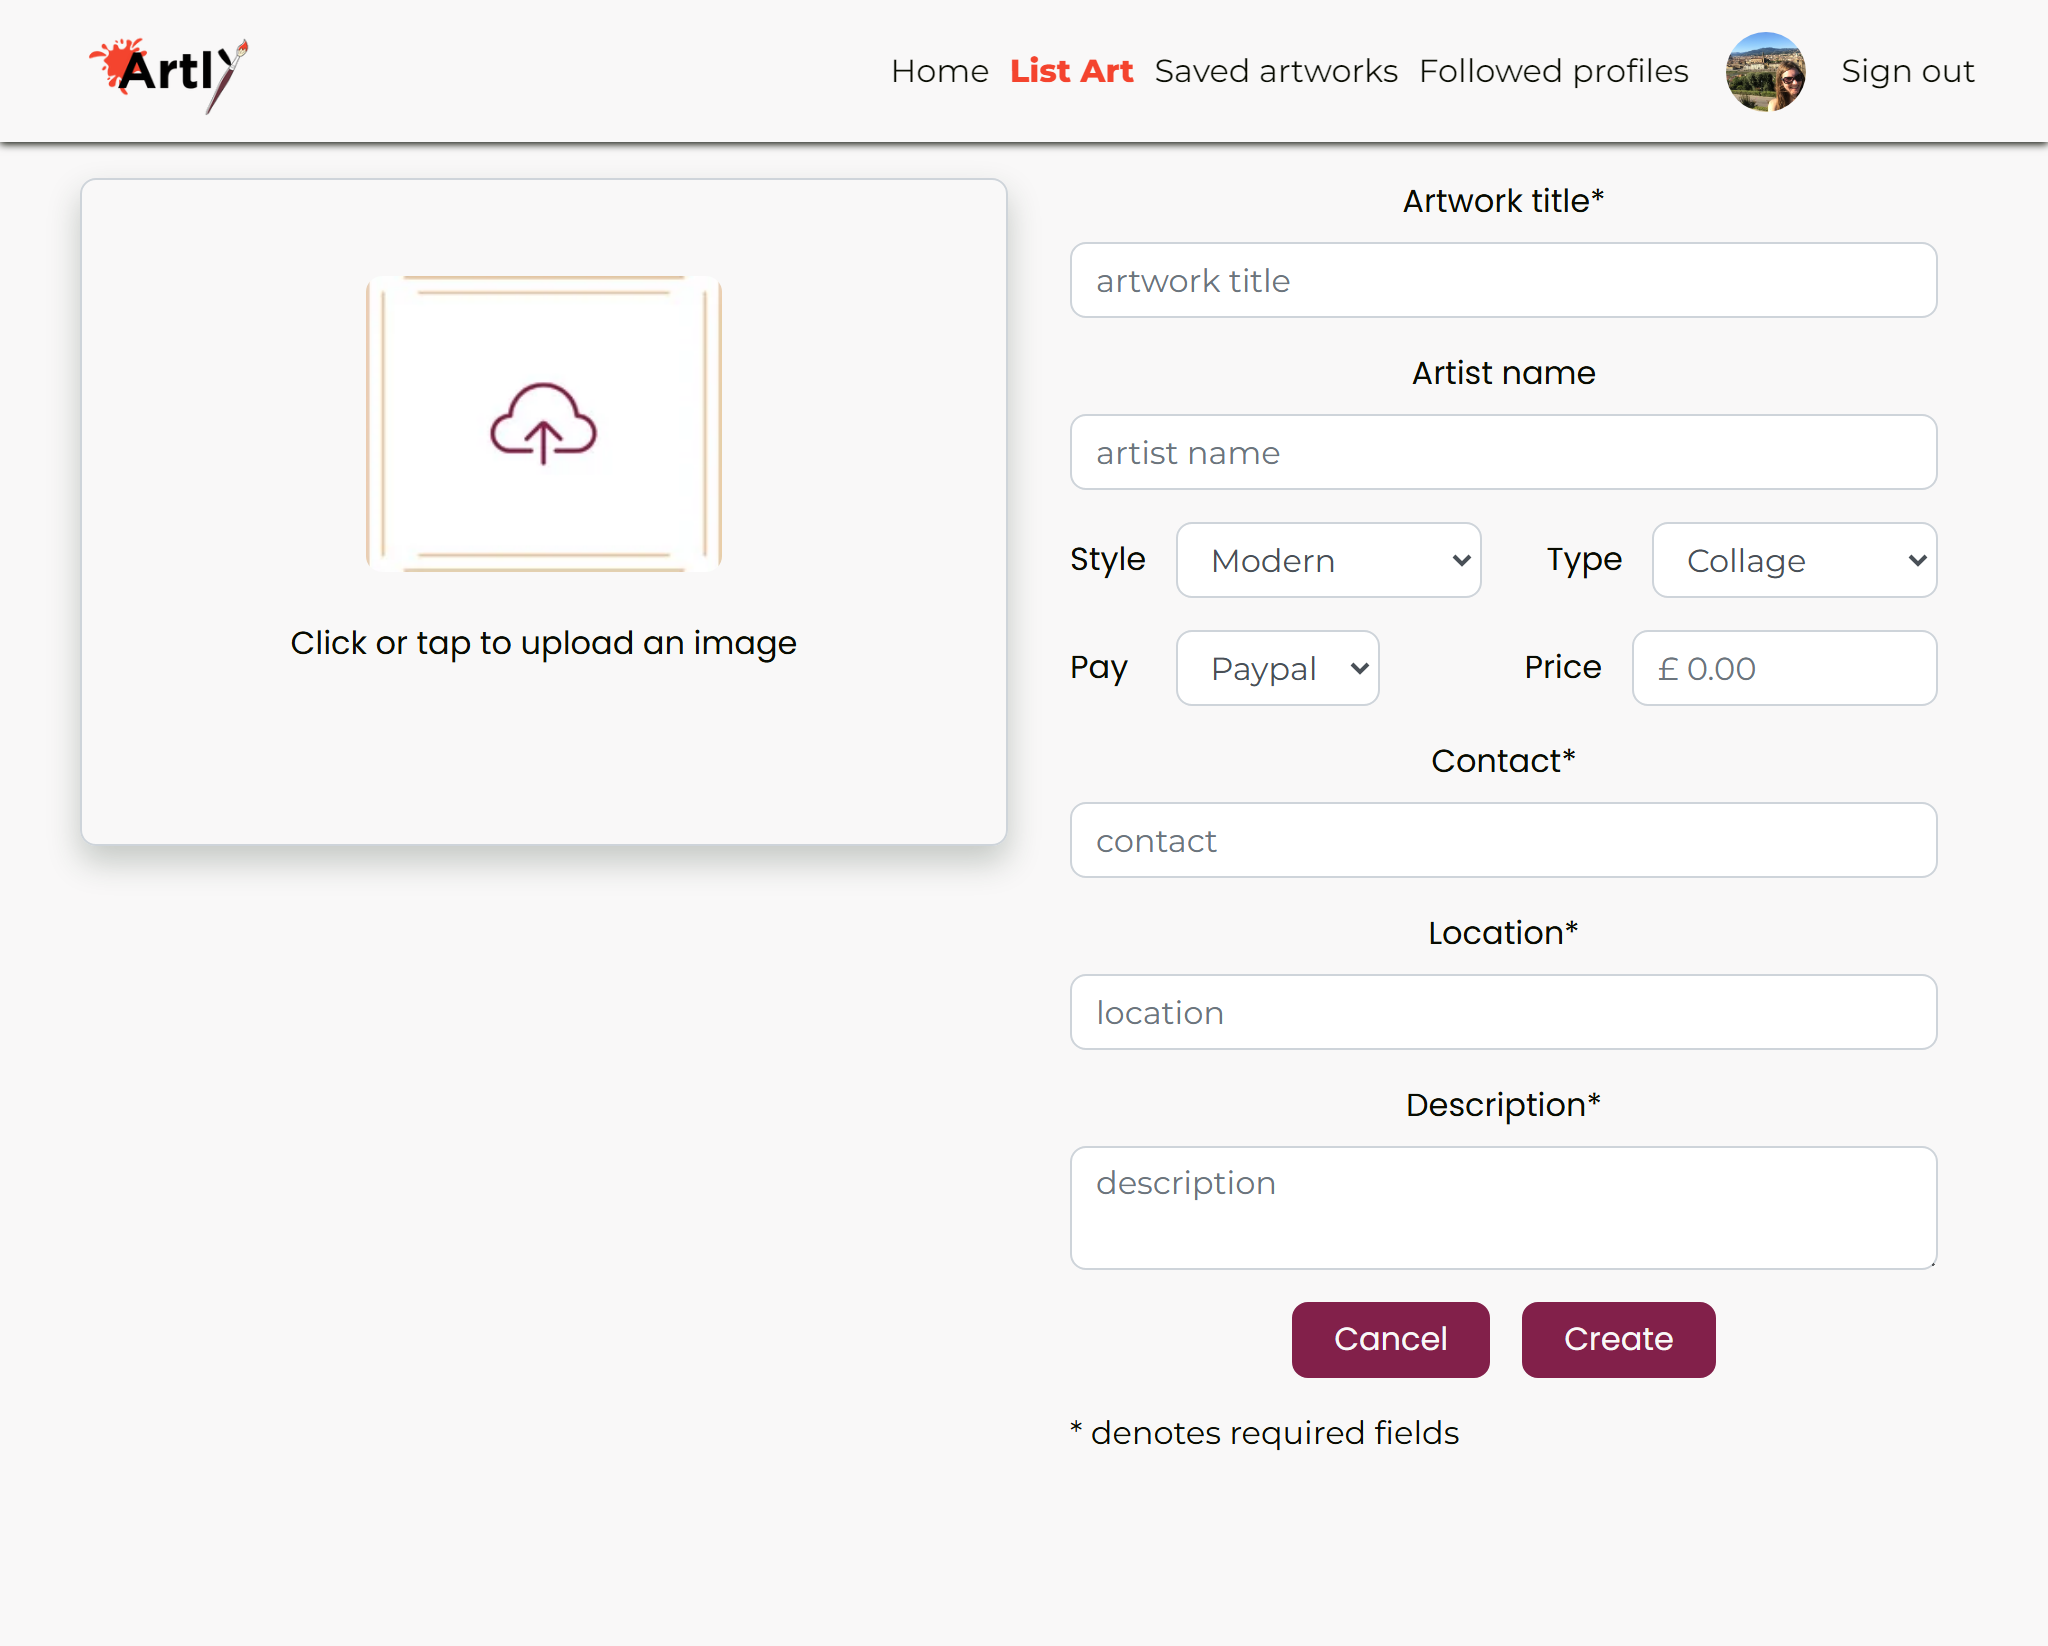 Artly
Home List Art Saved artworks Followed profiles Sign out
Click or tap to upload an image
Artwork title*
artwork title
Artist name
artist name
Style Modern Type Collage
Pay Paypal Price £ 0.00
Contact*
contact
Location*
location
Description*
description
Cancel Create
* denotes required fields